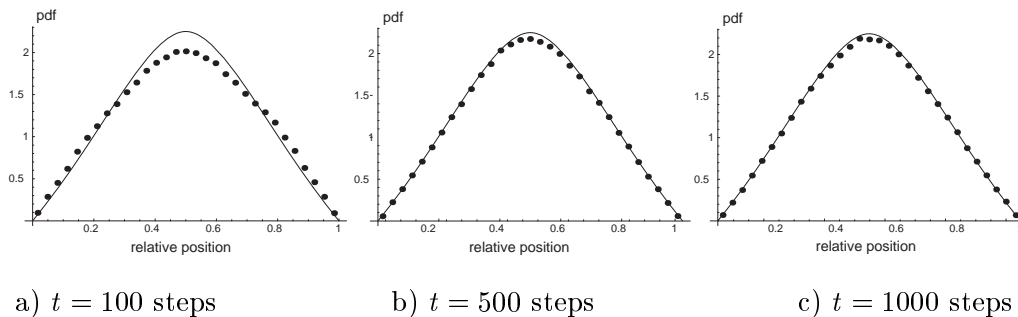 pdf
2
1.5
1
0.5
0.2 0.4 0.6 0.8 1
relative position
a) t = 100 steps
pdf
2
1.5
1
0.5
0.2 0.4 0.6 0.8 1
relative position
b) t = 500 steps
pdf
2
1.5
1
0.5
0.2 0.4 0.6 0.8
relative position
c) t = 1000 steps